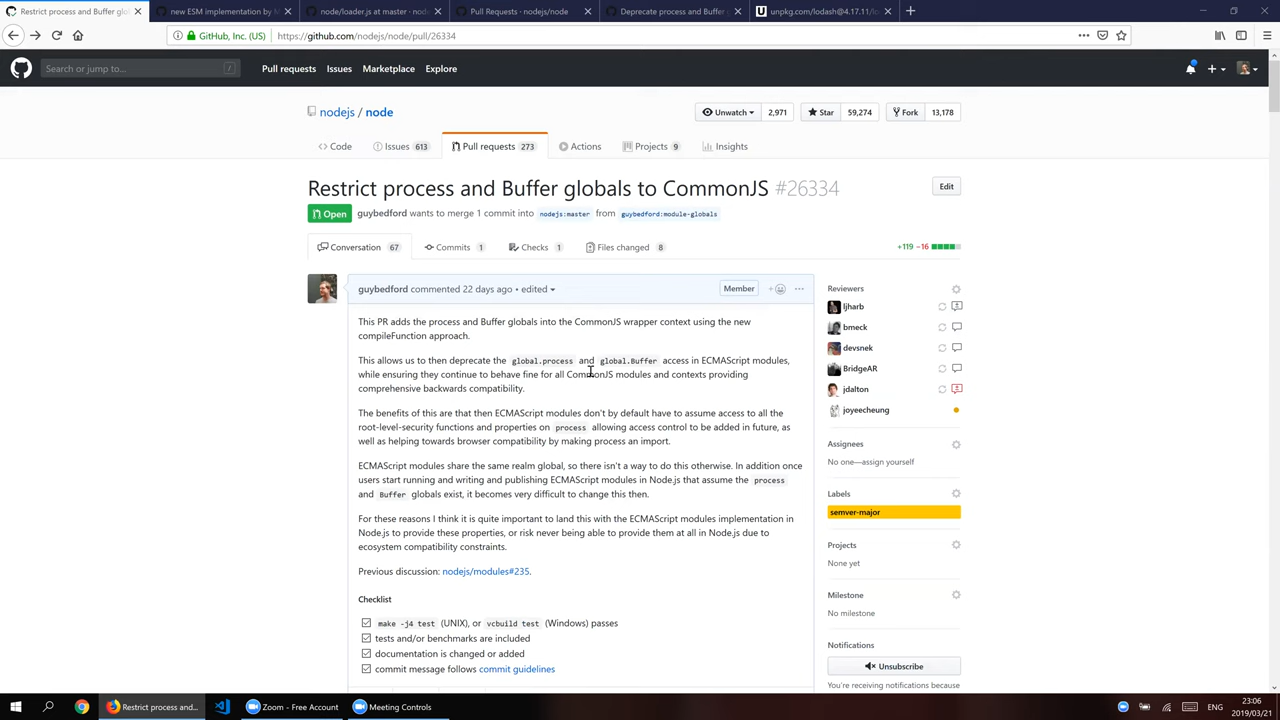 Restrict process and Buffer glob
new ESM implementation by M
node/loader.js at master · node
Pull Requests · nodejs/node
Deprecate process and Buffer
unpkg.com/lodash@4.17.11/lo
GitHub, Inc. (US)
https://github.com/nodejs/node/pull/26334
Search or jump to...
/
Pull requests
Issues
Marketplace
Explore
nodejs / node
Unwatch
2,971
Star
59,274
Fork
13,178
Code
Issues 613
Pull requests 273
Actions
Projects 9
Insights
Restrict process and Buffer globals to CommonJS #26334
Edit
Open
guybedford wants to merge 1 commit into nodejs:master from guybedford:module-globals
Conversation 67
Commits 1
Checks 1
Files changed 8
+119 −16
guybedford commented 22 days ago • edited
Member
This PR adds the process and Buffer globals into the CommonJS wrapper context using the new
compileFunction approach.
This allows us to then deprecate the global.process and global.Buffer access in ECMAScript modules,
while ensuring they continue to behave fine for all CommonJS modules and contexts providing
comprehensive backwards compatibility.
The benefits of this are that then ECMAScript modules don't by default have to assume access to all the
root-level-security functions and properties on process allowing access control to be added in future, as
well as helping towards browser compatibility by making process an import.
ECMAScript modules share the same realm global, so there isn't a way to do this otherwise. In addition once
users start running and writing and publishing ECMAScript modules in Node.js that assume the process
and Buffer globals exist, it becomes very difficult to change this then.
For these reasons I think it is quite important to land this with the ECMAScript modules implementation in
Node.js to provide these properties, or risk never being able to provide them at all in Node.js due to
ecosystem compatibility constraints.
Previous discussion: nodejs/modules#235.
Checklist
make -j4 test (UNIX), or vcbuild test (Windows) passes
tests and/or benchmarks are included
documentation is changed or added
commit message follows commit guidelines
Reviewers
ljharb
bmeck
devsnek
BridgeAR
jdalton
joyeecheung
Assignees
No one—assign yourself
Labels
semver-major
Projects
None yet
Milestone
No milestone
Notifications
Unsubscribe
You're receiving notifications because
Restrict process and...
Zoom - Free Account
Meeting Controls
ENG
23:06
2019/03/21